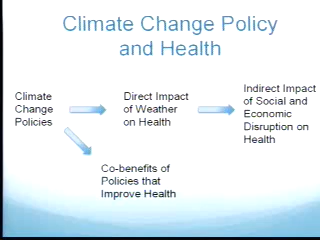 Climate Change Policy
and Health
Climate
Change
Policies
Direct Impact
of Weather
on Health
Indirect Impact
of Social and
Economic
Disruption on
Health
Co-benefits of
Policies that
Improve Health